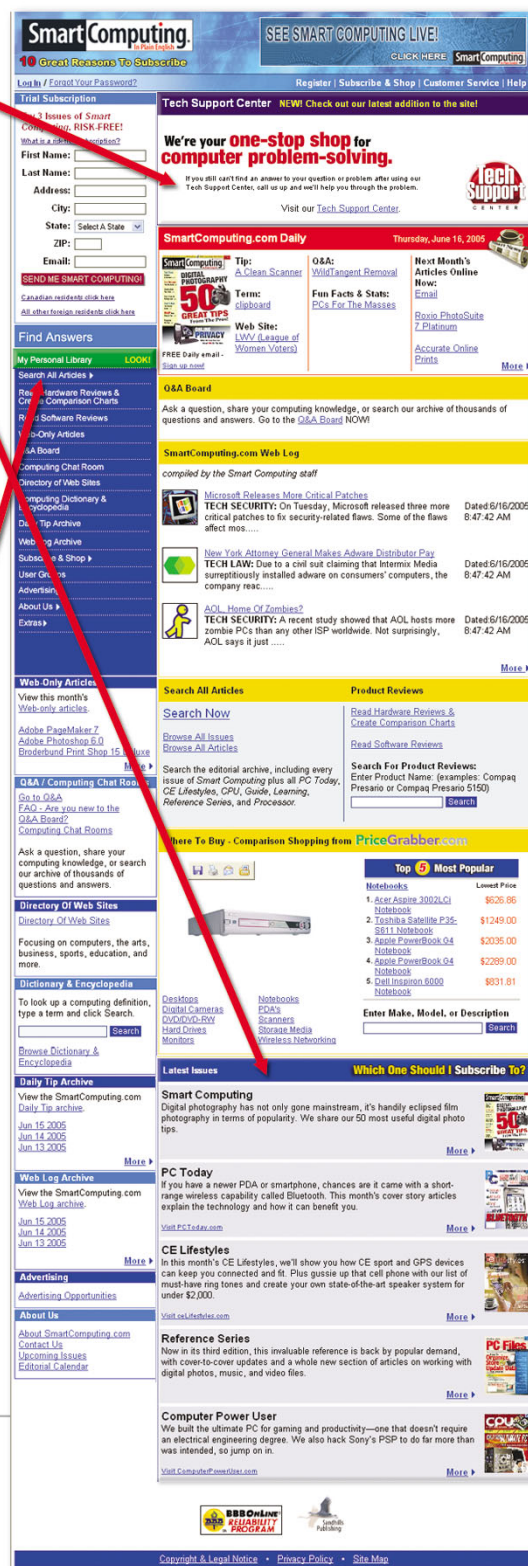 Smart Computing.
In Plain English
10 Great Reasons To Subscribe
SEE SMART COMPUTING LIVE!
CLICK HERE Smart Computing
Log In / Forgot Your Password?
Register | Subscribe & Shop | Customer Service | Help
Trial Subscription
3 Issues of Smart
Computing, RISK-FREE!
What is a
First Name:
Last Name:
Address:
City:
State: Select A State
ZIP:
Email:
SEND ME SMART COMPUTING!
Canadian residents click here
All other foreign residents click here
Find Answers
My Personal Library LOOK!
Search All Articles
Read Hardware Reviews &
Create Comparison Charts
Read Software Reviews
Web-Only Articles
Q&A Board
Computing Chat Room
Directory of Web Sites
Computing Dictionary &
Encyclopedia
Daily Tip Archive
Web Log Archive
Subscribe & Shop
User Groups
Advertising
About Us
Extras
Web-Only Articles
View this month's
Web-only articles.
Adobe PageMaker 7
Adobe Photoshop 6.0
Broderbund Print Shop 15 Deluxe
More
Q&A / Computing Chat Rooms
Go to Q&A
FAQ - Are you new to the
Q&A Board?
Computing Chat Rooms
Ask a question, share your
computing knowledge, or search
our archive of thousands of
questions and answers.
Directory Of Web Sites
Directory Of Web Sites
Focusing on computers, the arts,
business, sports, education, and
more.
Dictionary & Encyclopedia
To look up a computing definition,
type a term and click Search.
Search
Browse Dictionary &
Encyclopedia
Daily Tip Archive
View the SmartComputing.com
Daily Tip archive.
Jun 15 2005
Jun 14 2005
Jun 13 2005
More
Web Log Archive
View the SmartComputing.com
Web Log archive.
Jun 15 2005
Jun 14 2005
Jun 13 2005
More
Advertising
Advertising Opportunities
About Us
About SmartComputing.com
Contact Us
Upcoming Issues
Editorial Calendar
Tech Support Center NEW! Check out our latest addition to the site!
We're your one-stop shop for
computer problem-solving.
If you still can't find an answer to your question or problem after using our
Tech Support Center, call us up and we'll help you through the problem.
Visit our Tech Support Center.
Tech
Support
CENTER
SmartComputing.com Daily Thursday, June 16, 2005
Smart Computing
DIGITAL
PHOTOGRAPHY
50
GREAT TIPS
From The Pros!
PRIVACY
FREE Daily email -
Sign up now!
Tip:
A Clean Scanner
Term:
clipboard
Web Site:
LWV (League of
Women Voters)
Q&A:
WildTangent Removal
Fun Facts & Stats:
PCs For The Masses
Next Month's
Articles Online
Now:
Email
Roxio PhotoSuite
7 Platinum
Accurate Online
Prints
More
Q&A Board
Ask a question, share your computing knowledge, or search our archive of thousands of
questions and answers. Go to the Q&A Board NOW!
SmartComputing.com Web Log
compiled by the Smart Computing staff
Microsoft Releases More Critical Patches
TECH SECURITY: On Tuesday, Microsoft released three more
critical patches to fix security-related flaws. Some of the flaws
affect mos.....
Dated:6/16/2005
8:47:42 AM
New York Attorney General Makes Adware Distributor Pay
TECH LAW: Due to a civil suit claiming that Intermix Media
surreptitiously installed adware on consumers' computers, the
company reac.....
Dated:6/16/2005
8:47:42 AM
AOL, Home Of Zombies?
TECH SECURITY: A recent study showed that AOL hosts more
zombie PCs than any other ISP worldwide. Not surprisingly,
AOL says it just .....
Dated:6/16/2005
8:47:42 AM
More
Search All Articles
Search Now
Browse All Issues
Browse All Articles
Search the editorial archive, including every
issue of Smart Computing plus all PC Today,
CE Lifestyles, CPU, Guide, Learning,
Reference Series, and Processor.
Product Reviews
Read Hardware Reviews &
Create Comparison Charts
Read Software Reviews
Search For Product Reviews:
Enter Product Name: (examples: Compaq
Presario or Compaq Presario 5150)
Search
Where To Buy - Comparison Shopping from PriceGrabber.com
Desktops
Digital Cameras
DVD/DVD-RW
Hard Drives
Monitors
Notebooks
PDA's
Scanners
Storage Media
Wireless Networking
Top 5 Most Popular
Notebooks Lowest Price
1. Acer Aspire 3002LCi
Notebook $626.86
2. Toshiba Satellite P35-
S611 Notebook $1249.00
3. Apple PowerBook G4
Notebook $2035.00
4. Apple PowerBook G4
Notebook $2289.00
5. Dell Inspiron 6000
Notebook $831.81
Enter Make, Model, or Description
Search
Latest Issues Which One Should I Subscribe To?
Smart Computing
Digital photography has not only gone mainstream, it's handily eclipsed film
photography in terms of popularity. We share our 50 most useful digital photo
tips.
More
PC Today
If you have a newer PDA or smartphone, chances are it came with a short-
range wireless capability called Bluetooth. This month's cover story articles
explain the technology and how it can benefit you.
Visit PCToday.com
More
CE Lifestyles
In this month's CE Lifestyles, we'll show you how CE sport and GPS devices
can keep you connected and fit. Plus gussie up that cell phone with our list of
must-have ring tones and create your own state-of-the-art speaker system for
under $2,000.
Visit ceLifestyles.com
More
Reference Series
Now in its third edition, this invaluable reference is back by popular demand,
with cover-to-cover updates and a whole new section of articles on working with
digital photos, music, and video files.
More
PC Files
Computer Power User
We built the ultimate PC for gaming and productivity—one that doesn't require
an electrical engineering degree. We also hack Sony's PSP to do far more than
was intended, so jump on in.
Visit ComputerPowerUser.com
More
CPU
BBB
BBBONLINE
RELIABILITY
PROGRAM
Sandhills
Publishing
Copyright & Legal Notice • Privacy Policy • Site Map